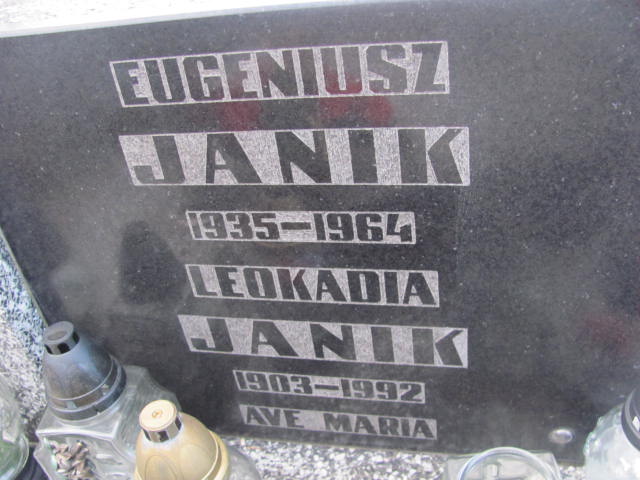 EUGENIUSZ
JANIK
1935-1964
LEOKADIA
JANIK
1903-1992
AVE MARIA